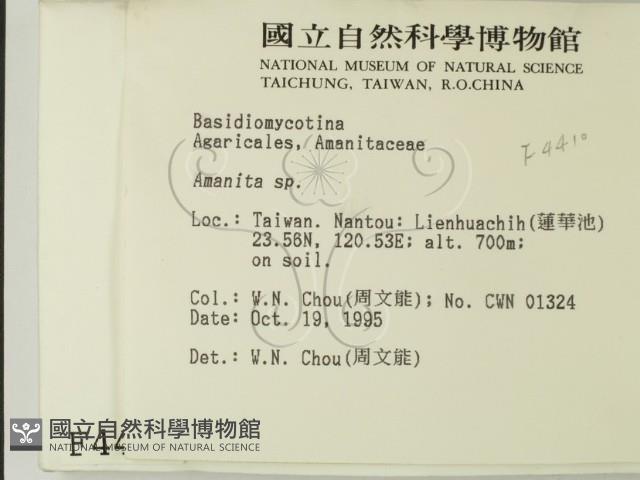 國立自然科學博物館
NATIONAL MUSEUM OF NATURAL SCIENCE
TAICHUNG, TAIWAN, R.O.CHINA
Basidiomycotina
Agaricales, Amanitaceae
F4410
Amanita sp.
Loc.: Taiwan. Nantou: Lienhuachih(蓮華池)
23.56N, 120.53E; alt. 700m;
on soil.
Col.: W.N. Chou(周文能); No. CWN 01324
Date: Oct. 19, 1995
Det.: W.N. Chou(周文能)
國立自然科學博物館
NATIONAL MUSEUM OF NATURAL SCIENCE